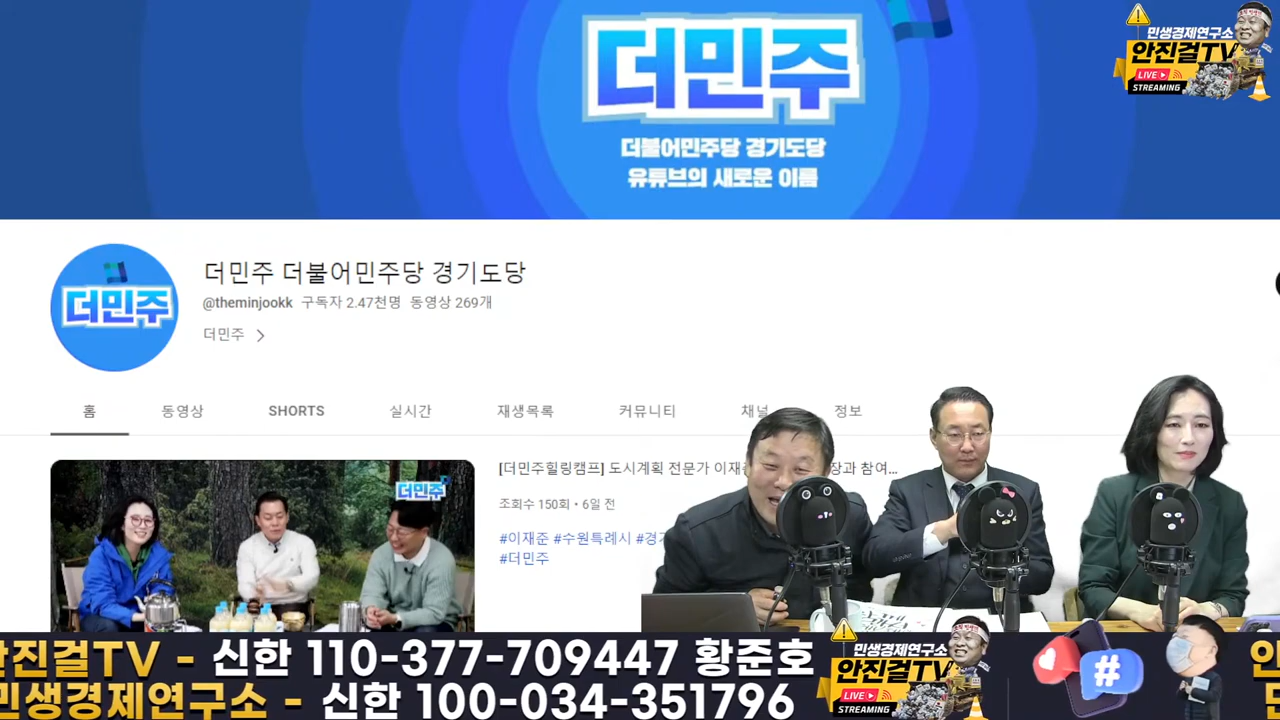 더민주
더불어민주당 경기도당
유튜브의 새로운 이름
민생경제연구소
안진걸TV
LIVE
STREAMING
더민주
더민주 더불어민주당 경기도당
@theminjookk 구독자 2.47천명 동영상 269개
더민주
홈 동영상 SHORTS 실시간 재생목록 커뮤니티 채널 정보
더민주
[더민주힐링캠프] 도시계획 전문가 이재 장과 참여...
조회수 150회 • 6일 전
#이재준 #수원특례시 #경기
#더민주
안진걸TV - 신한 110-377-709447 황준호
민생경제연구소 - 신한 100-034-351796
민생경제연구소
안진걸TV
LIVE
STREAMING
#
안